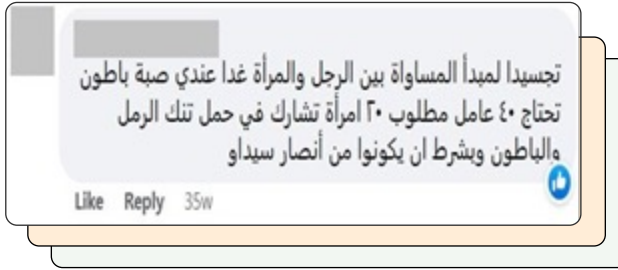 تجسيدا لمبدأ المساواة بين الرجل والمرأة غدا عندي صبة باطون
تحتاج ٤٠ عامل مطلوب ٢٠ امرأة تشارك في حمل تنك الرمل
والباطون وبشرط ان يكونوا من أنصار سيداو
Like Reply 35w